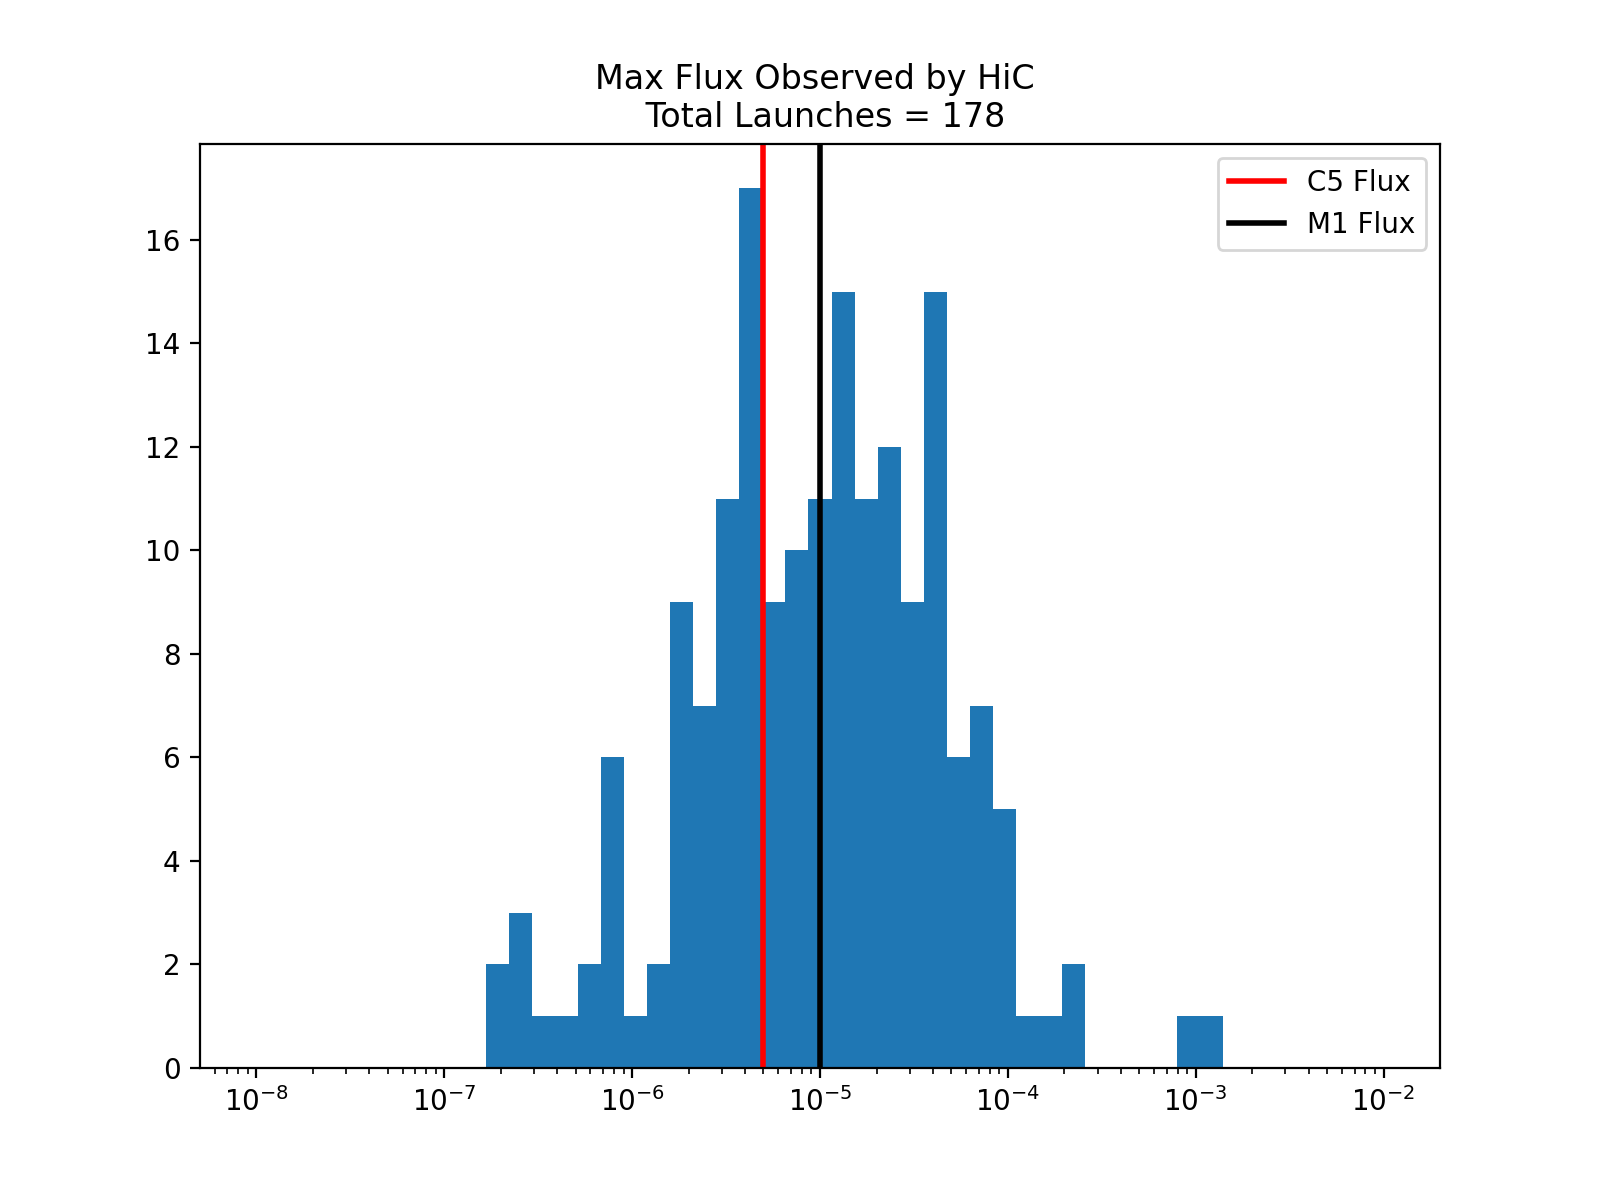 Max Flux Observed by HiC
Total Launches = 178
C5 Flux
M1 Flux
16
14
12
10
8
6
4
2
0
10⁻⁸ 10⁻⁷ 10⁻⁶ 10⁻⁵ 10⁻⁴ 10⁻³ 10⁻²